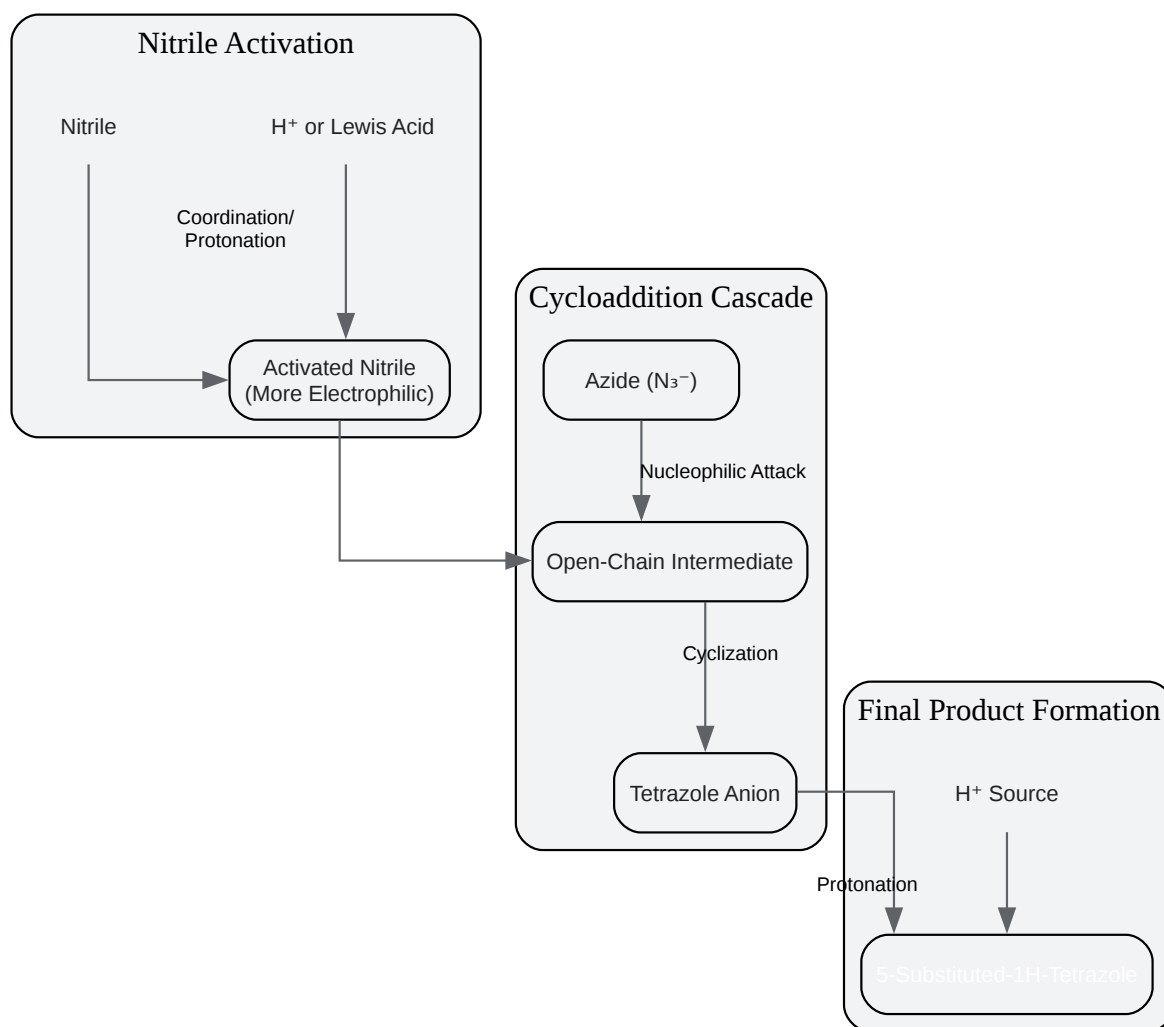 Nitrile Activation
Nitrile
H⁺ or Lewis Acid
Coordination/
Protonation
Activated Nitrile
(More Electrophilic)
Cycloaddition Cascade
Azide (N₃⁻)
Nucleophilic Attack
Open-Chain Intermediate
Cyclization
Tetrazole Anion
Final Product Formation
H⁺ Source
Protonation
5-Substituted-1H-Tetrazole